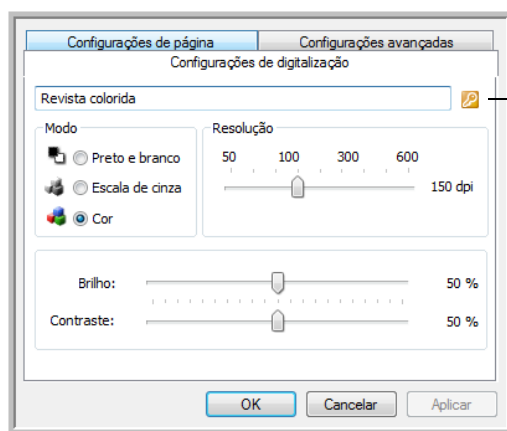 Configurações de página
Configurações avançadas
Configurações de digitalização
Revista colorida
Modo
Preto e branco
Escala de cinza
Cor
Resolução
50 100 300 600
150 dpi
Brilho: 50 %
Contraste: 50 %
OK
Cancelar
Aplicar